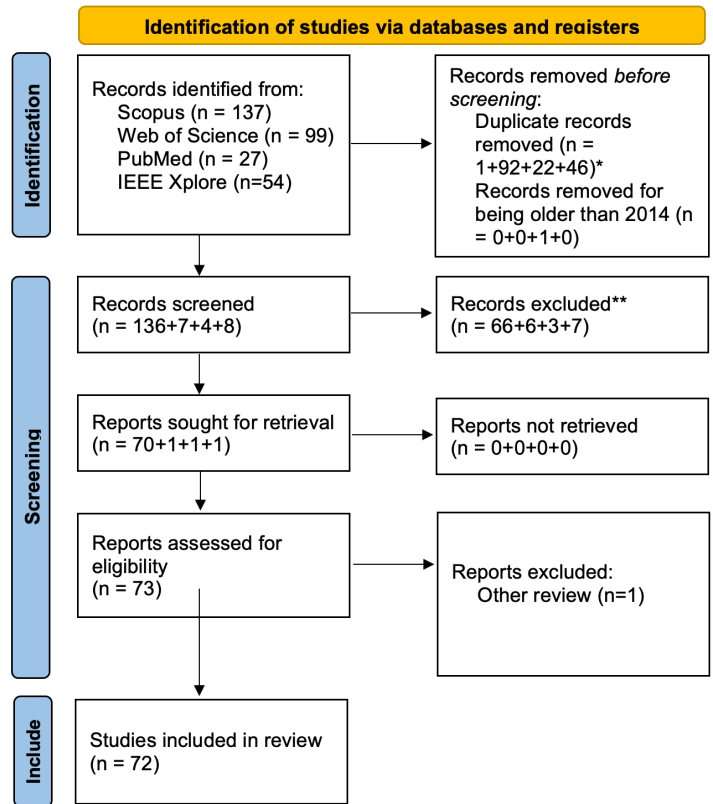 Identification of studies via databases and registers
Identification
Records identified from:
Scopus (n = 137)
Web of Science (n = 99)
PubMed (n = 27)
IEEE Xplore (n=54)
Records removed before
screening:
Duplicate records
removed (n =
1+92+22+46)*
Records removed for
being older than 2014 (n
= 0+0+1+0)
Screening
Records screened
(n = 136+7+4+8)
Records excluded**
(n = 66+6+3+7)
Reports sought for retrieval
(n = 70+1+1+1)
Reports not retrieved
(n = 0+0+0+0)
Reports assessed for
eligibility
(n = 73)
Reports excluded:
Other review (n=1)
Include
Studies included in review
(n = 72)